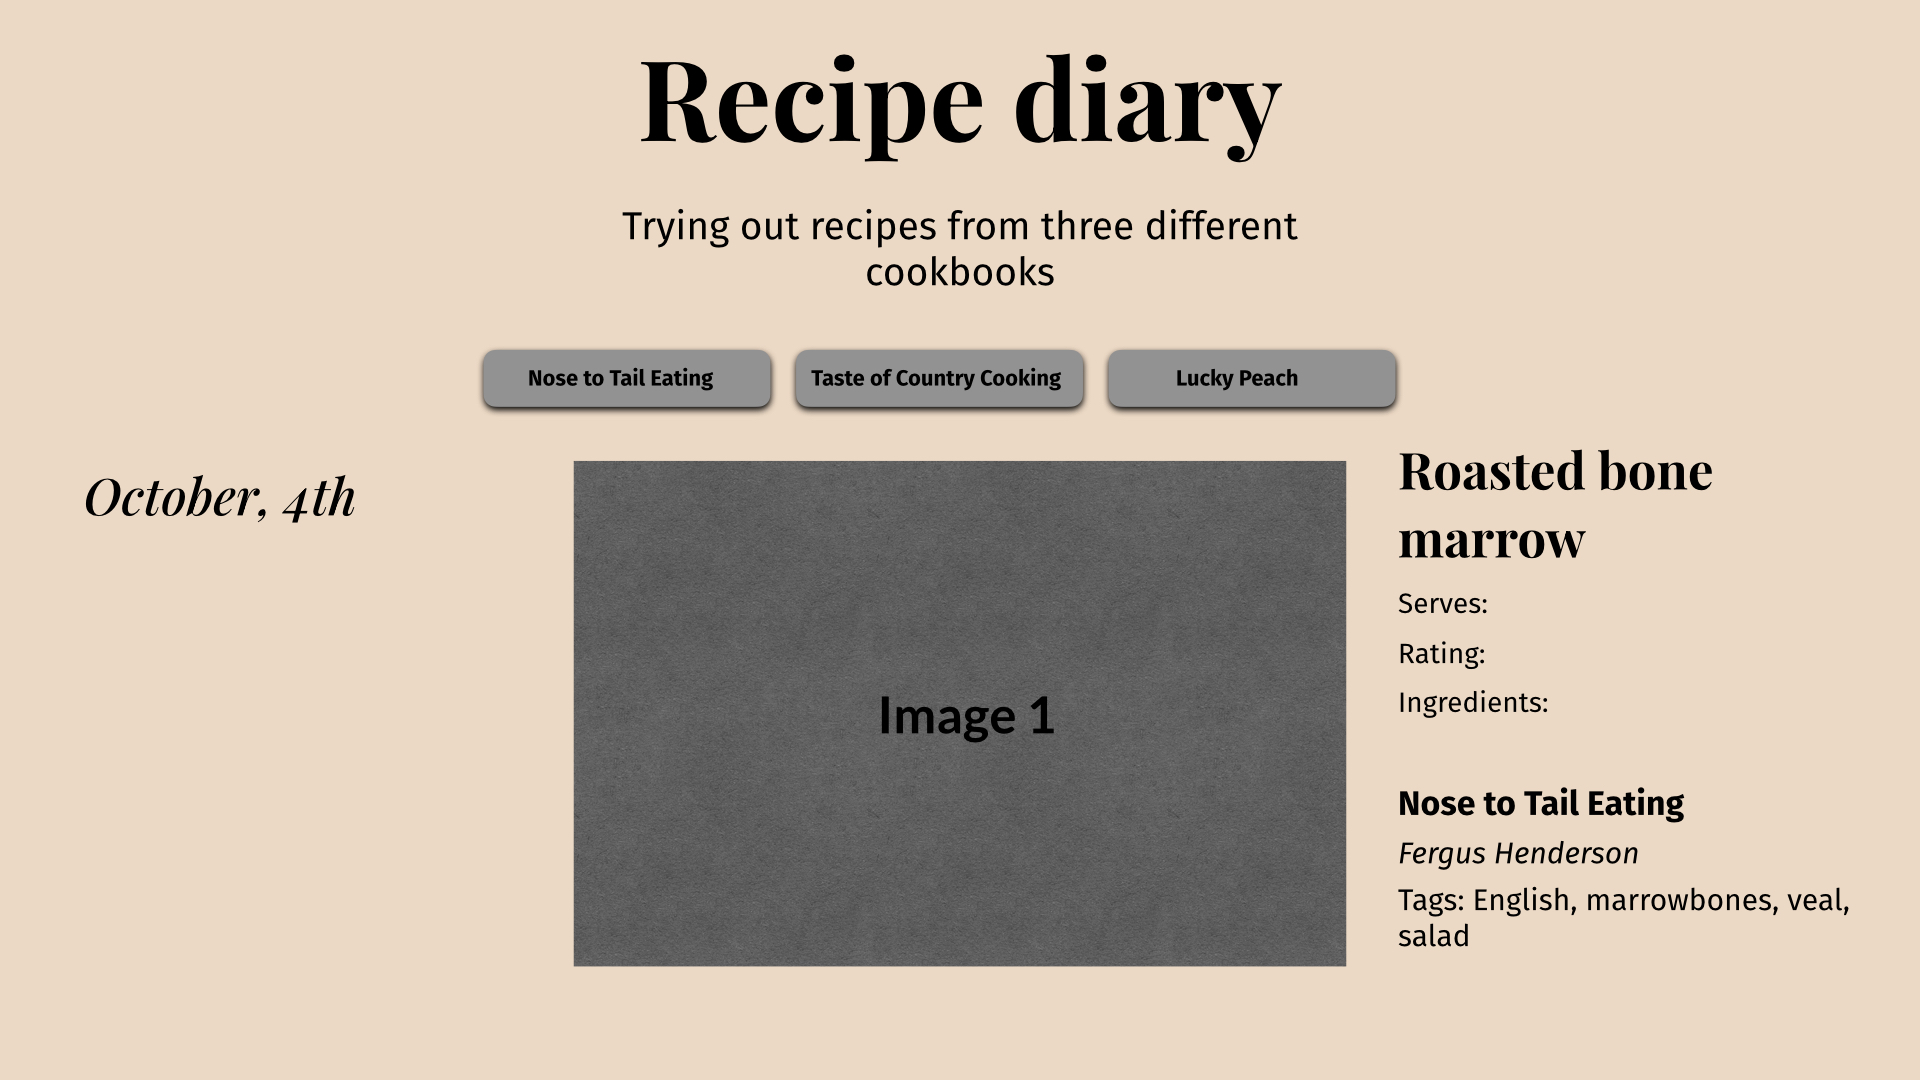 Recipe diary
Trying out recipes from three different
cookbooks
Nose to Tail Eating
Taste of Country Cooking
Lucky Peach
October, 4th
Image 1
Roasted bone
marrow
Serves:
Rating:
Ingredients:
Nose to Tail Eating
Fergus Henderson
Tags: English, marrowbones, veal,
salad